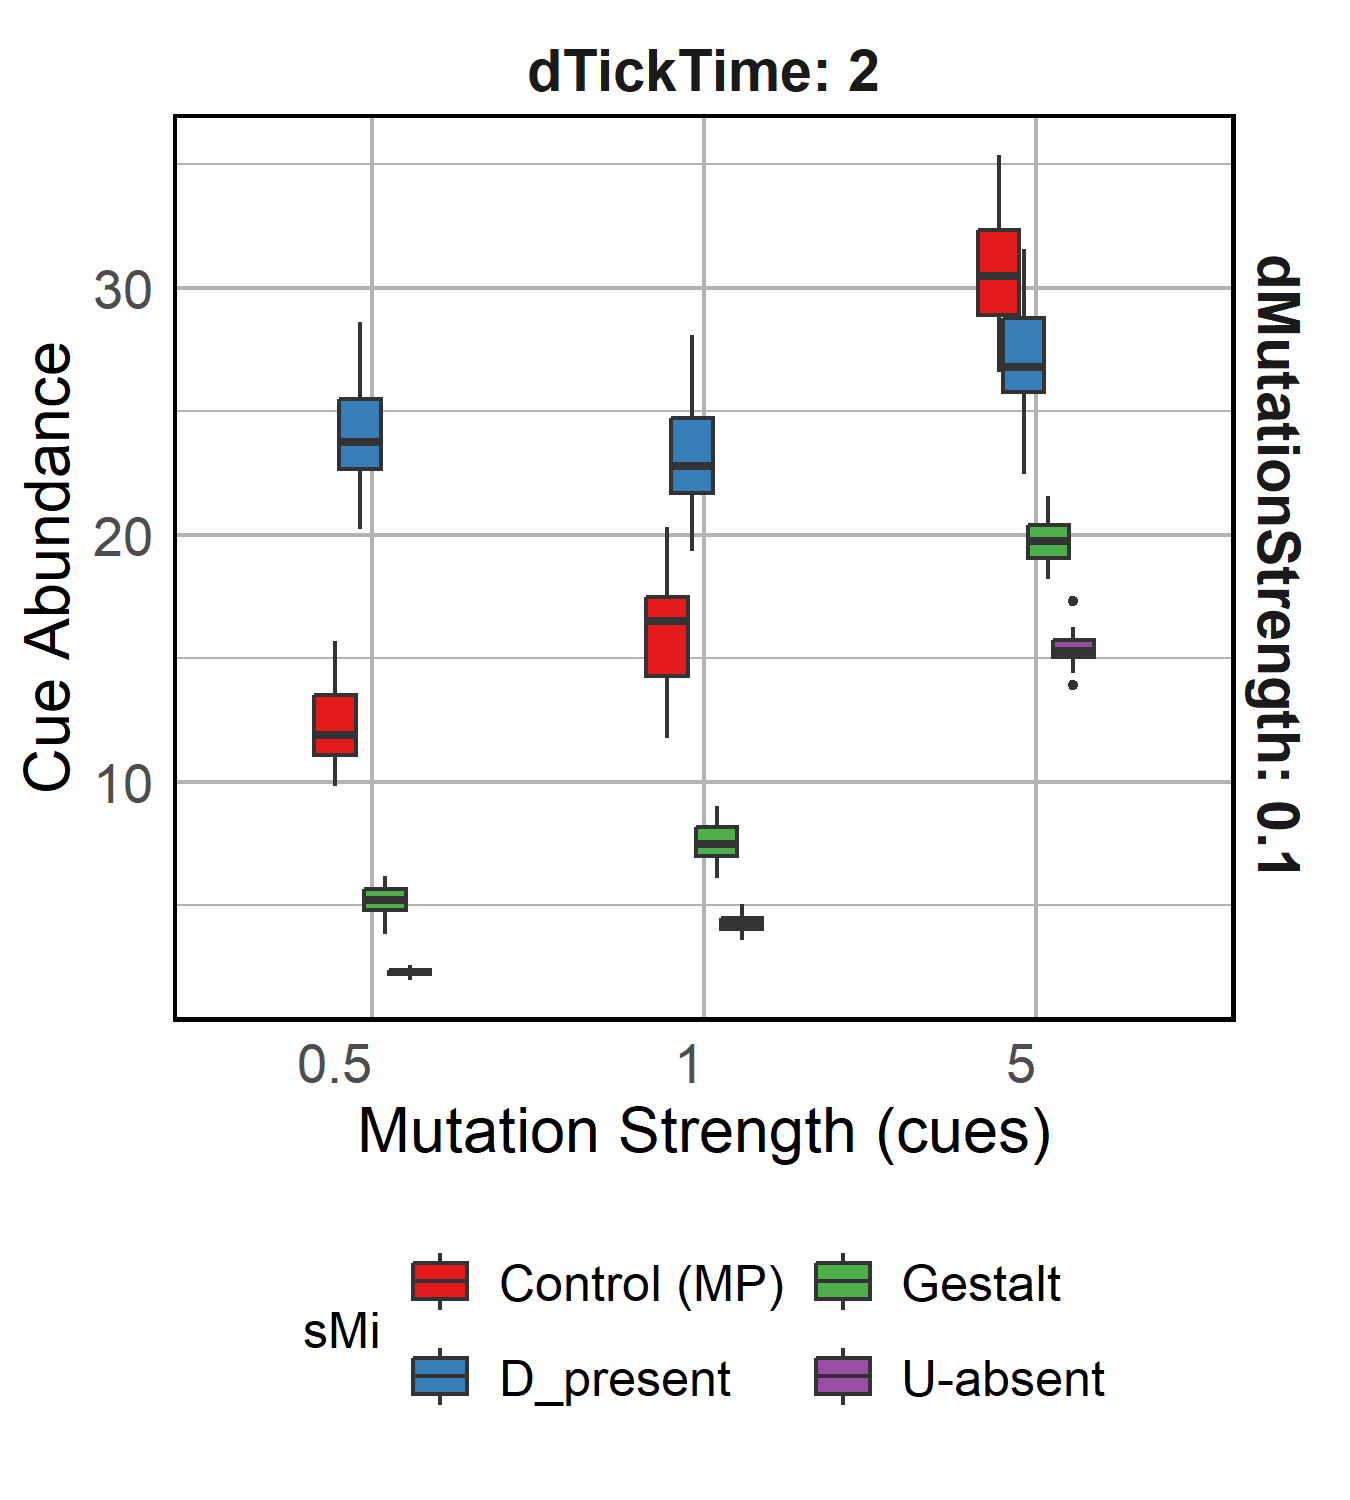 dTickTime: 2
Cue Abundance
30
20
10
dMutationStrength: 0.1
0.5 1 5
Mutation Strength (cues)
sMi
Control (MP) Gestalt
D_present U-absent